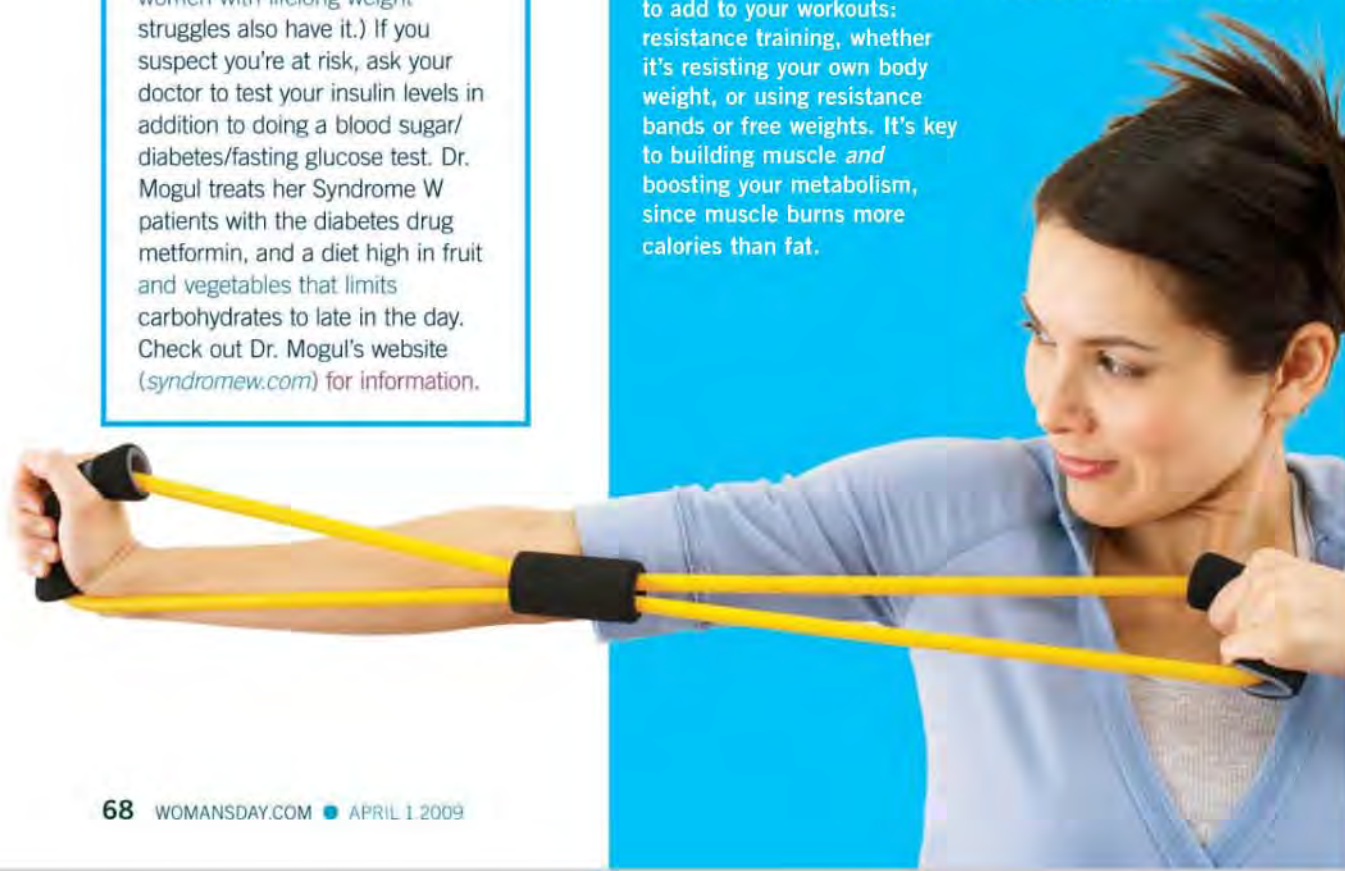 women with lifelong weight
struggles also have it.) If you
suspect you're at risk, ask your
doctor to test your insulin levels in
addition to doing a blood sugar/
diabetes/fasting glucose test. Dr.
Mogul treats her Syndrome W
patients with the diabetes drug
metformin, and a diet high in fruit
and vegetables that limits
carbohydrates to late in the day.
Check out Dr. Mogul's website
(syndromew.com) for information.
to add to your workouts:
resistance training, whether
it's resisting your own body
weight, or using resistance
bands or free weights. It's key
to building muscle and
boosting your metabolism,
since muscle burns more
calories than fat.
68 WOMANSDAY.COM ● APRIL 1 2009